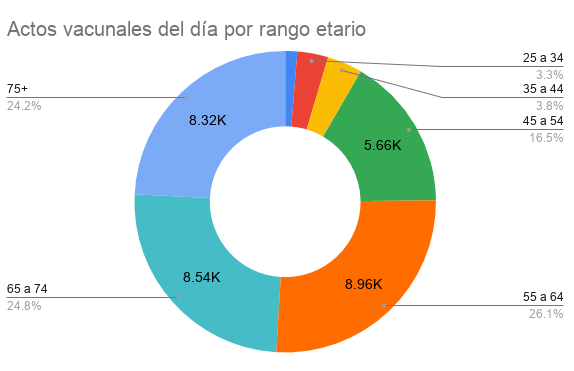 Actos vacunales del día por rango etario
25 a 34
3.3%
35 a 44
3.8%
45 a 54
16.5%
75+
24.2%
8.32K
5.66K
65 a 74
24.8%
8.54K
8.96K
55 a 64
26.1%